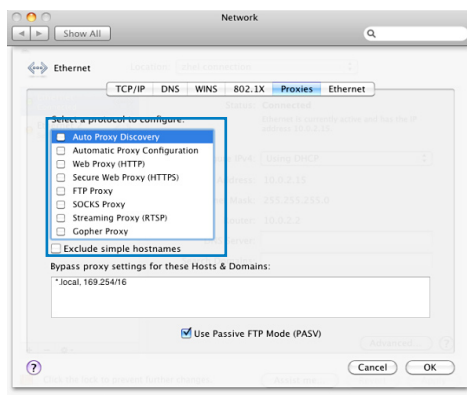 Network
Show All
Ethernet
TCP/IP DNS WINS 802.1X Proxies Ethernet
Select a protocol to configure:
Auto Proxy Discovery
Automatic Proxy Configuration
Web Proxy (HTTP)
Secure Web Proxy (HTTPS)
FTP Proxy
SOCKS Proxy
Streaming Proxy (RTSP)
Gopher Proxy
Exclude simple hostnames
Bypass proxy settings for these Hosts & Domains:
*.local, 169.254/16
Use Passive FTP Mode (PASV)
? Cancel OK